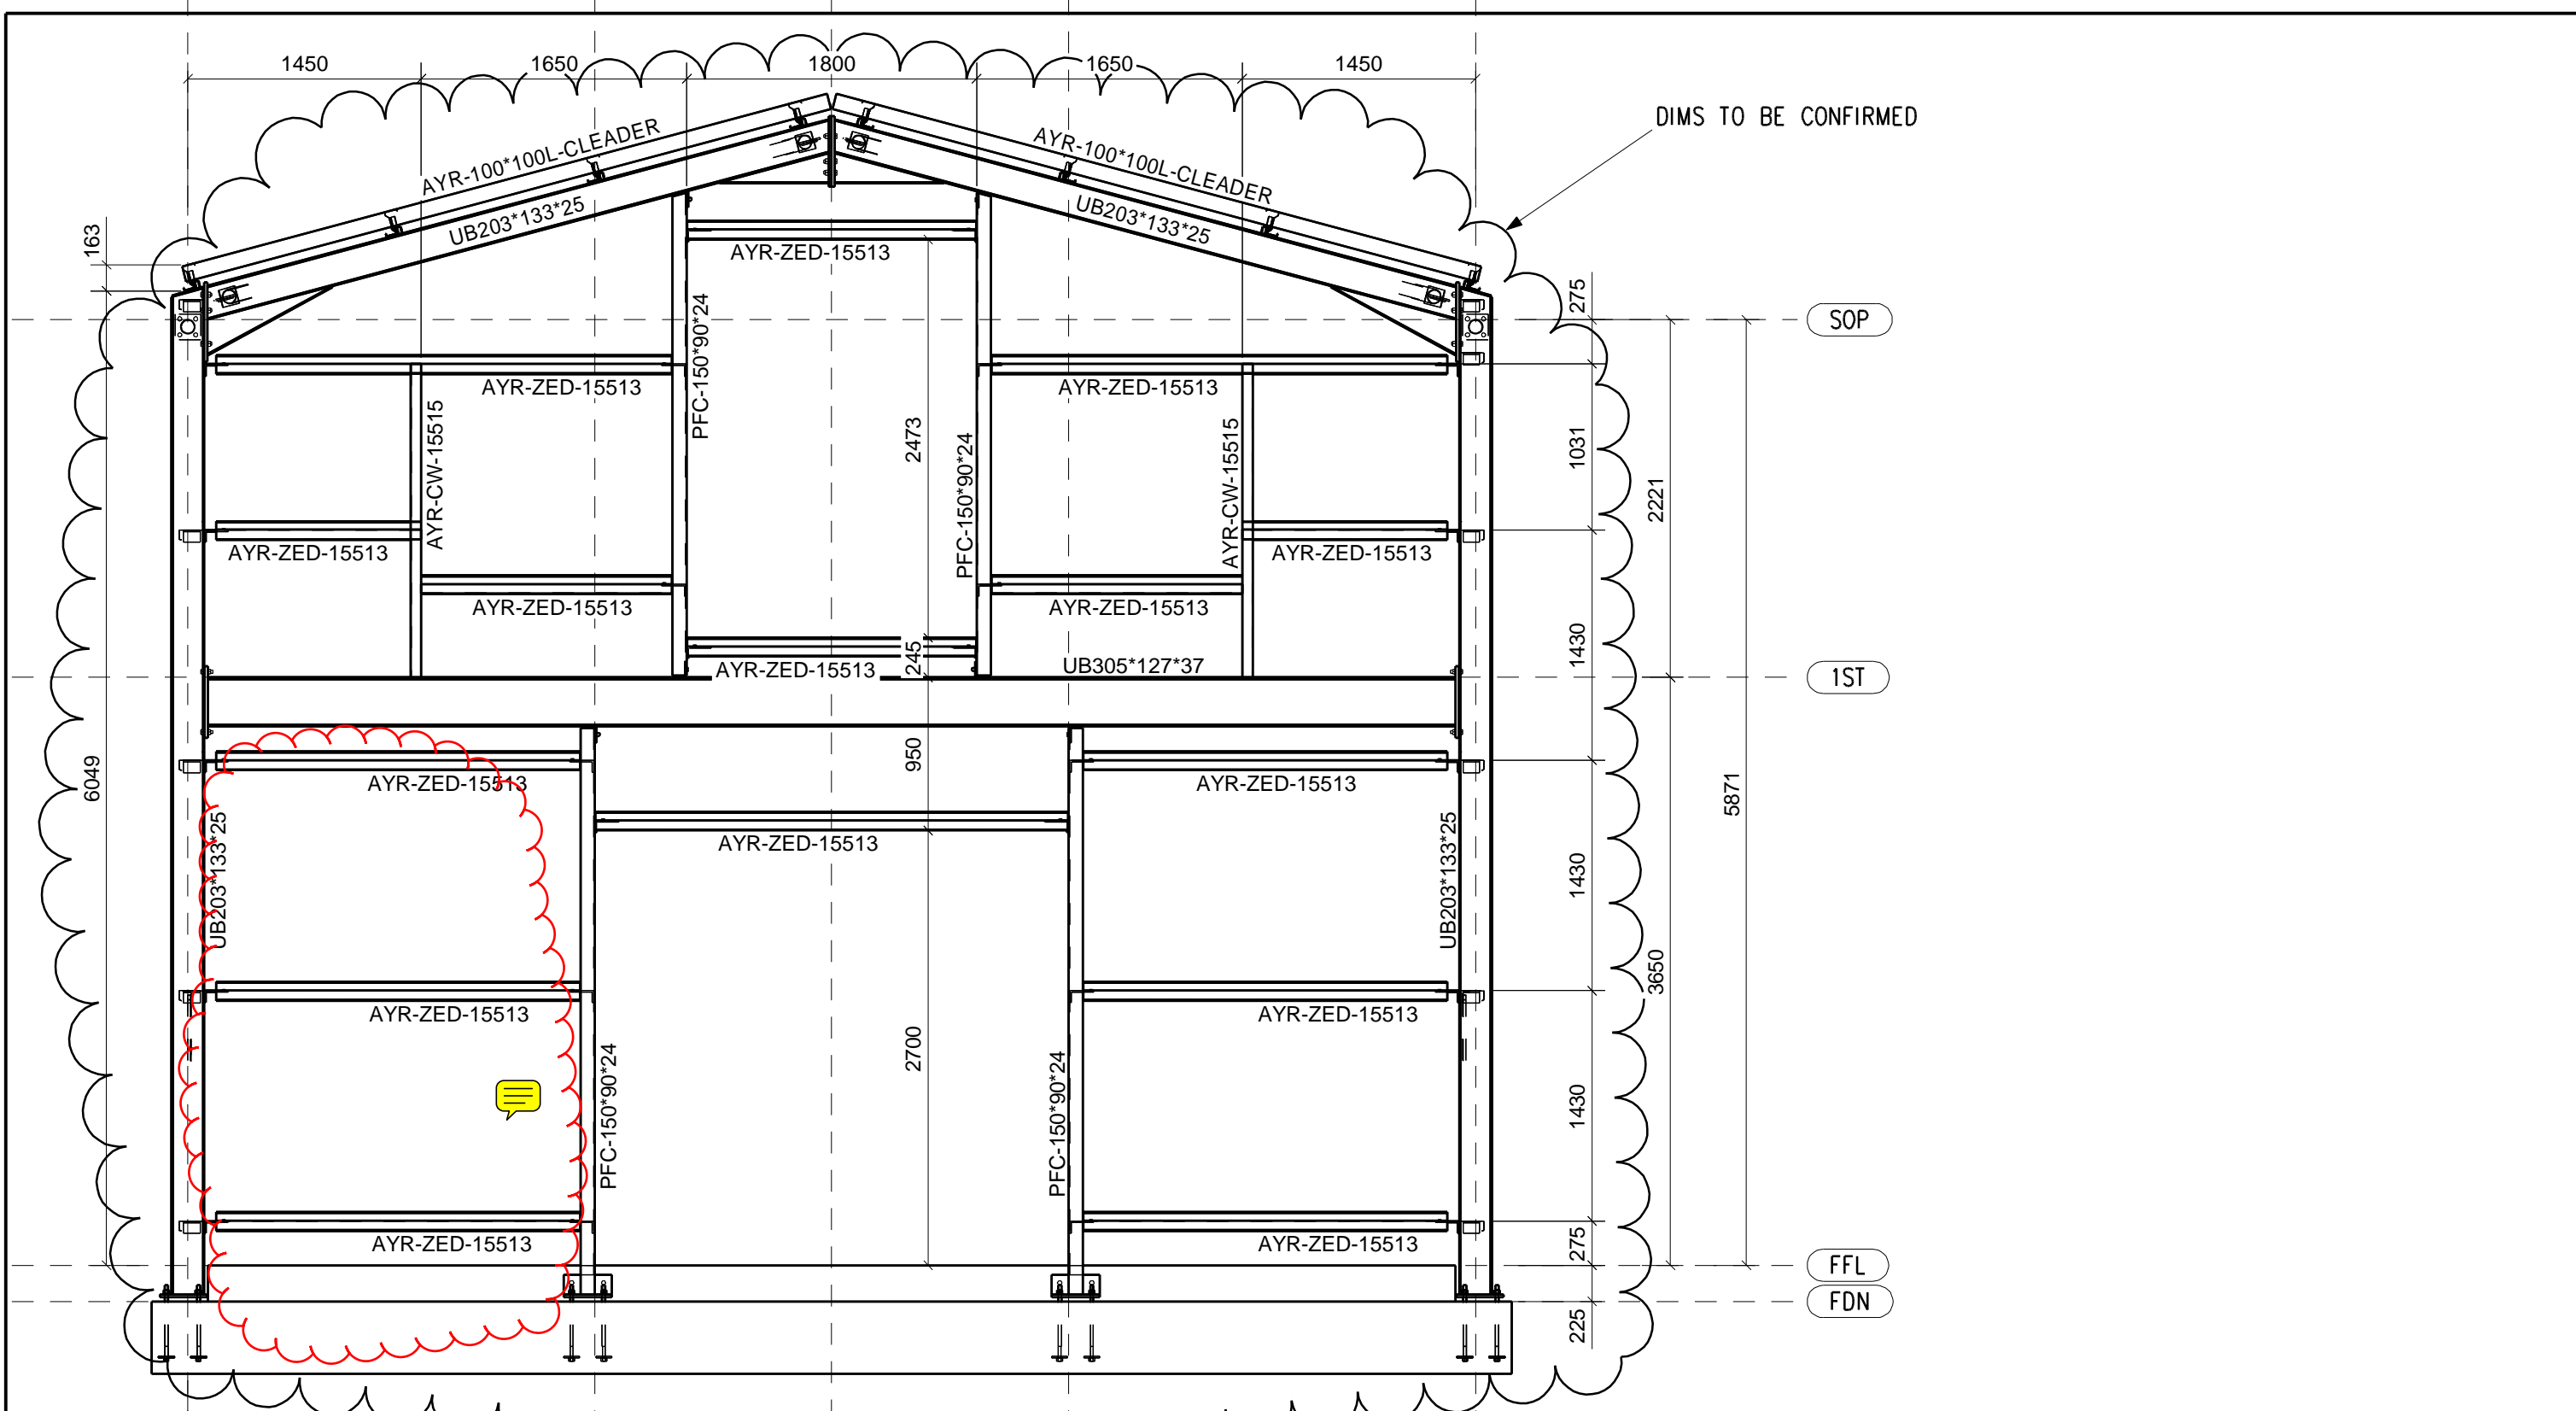 1450
1650
1800
1650
1450
DIMS TO BE CONFIRMED
AYR-100*100L-CLEADER
AYR-100*100L-CLEADER
UB203*133*25
UB203*133*25
163
AYR-ZED-15513
275
SOP
PFC-150*90*24
AYR-ZED-15513
AYR-ZED-15513
AYR-CW-15515
2473
PFC-150*90*24
AYR-CW-15515
1031
2221
AYR-ZED-15513
AYR-ZED-15513
AYR-ZED-15513
AYR-ZED-15513
1430
245
AYR-ZED-15513
UB305*127*37
1ST
6049
950
AYR-ZED-15513
AYR-ZED-15513
5871
AYR-ZED-15513
UB203*133*25
UB203*133*25
1430
3650
AYR-ZED-15513
AYR-ZED-15513
2700
PFC-150*90*24
PFC-150*90*24
1430
AYR-ZED-15513
AYR-ZED-15513
275
FFL
FDN
225